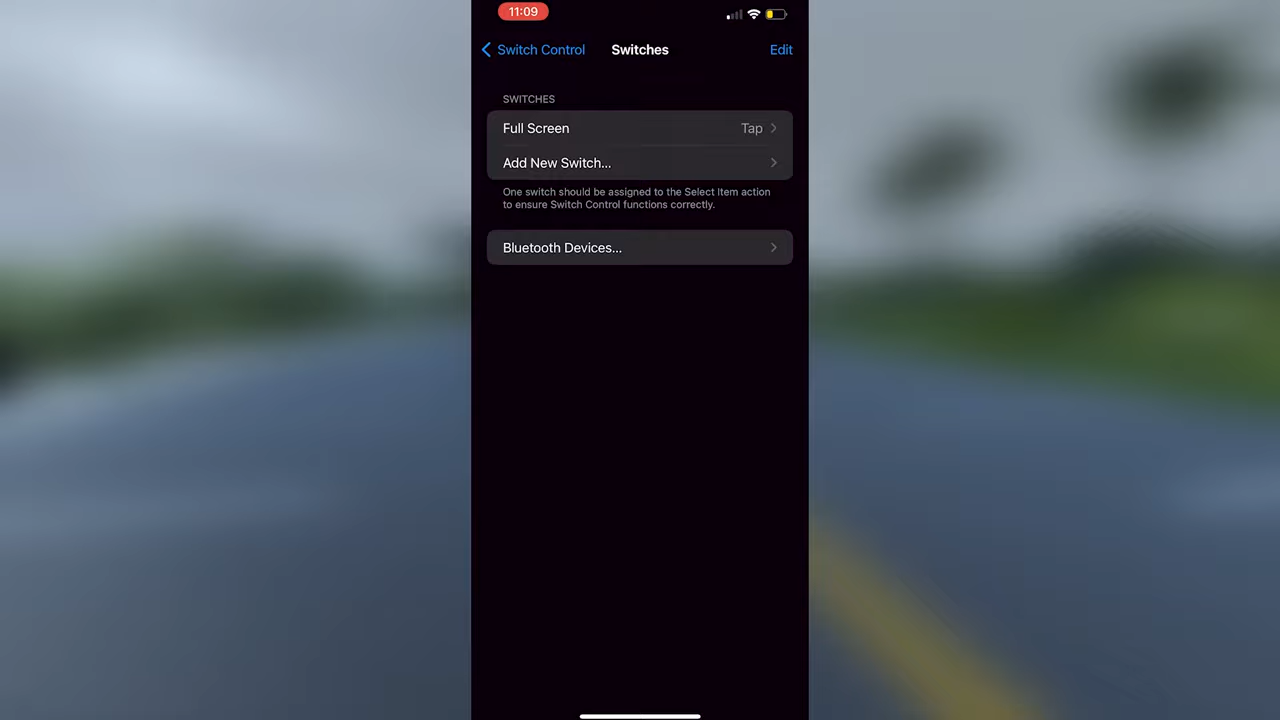 11:09
Switch Control
Switches
Edit
SWITCHES
Full Screen
Tap
Add New Switch...
One switch should be assigned to the Select Item action
to ensure Switch Control functions correctly.
Bluetooth Devices...